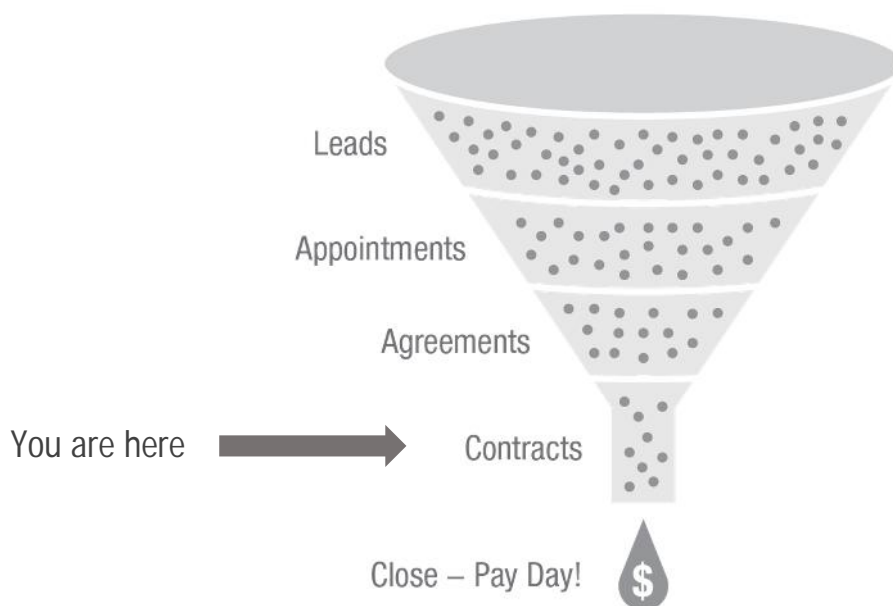 Leads
Appointments
Agreements
You are here
Contracts
Close – Pay Day!
$